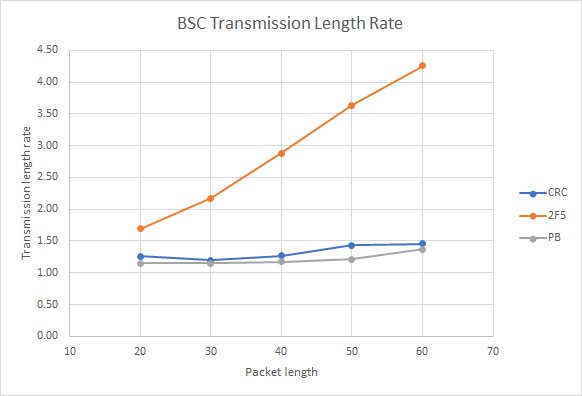 BSC Transmission Length Rate
4.50
4.00
3.50
3.00
2.50
2.00
1.50
1.00
0.50
0.00
Transmission length rate
10 20 30 40 50 60 70
Packet length
CRC
2F5
PB